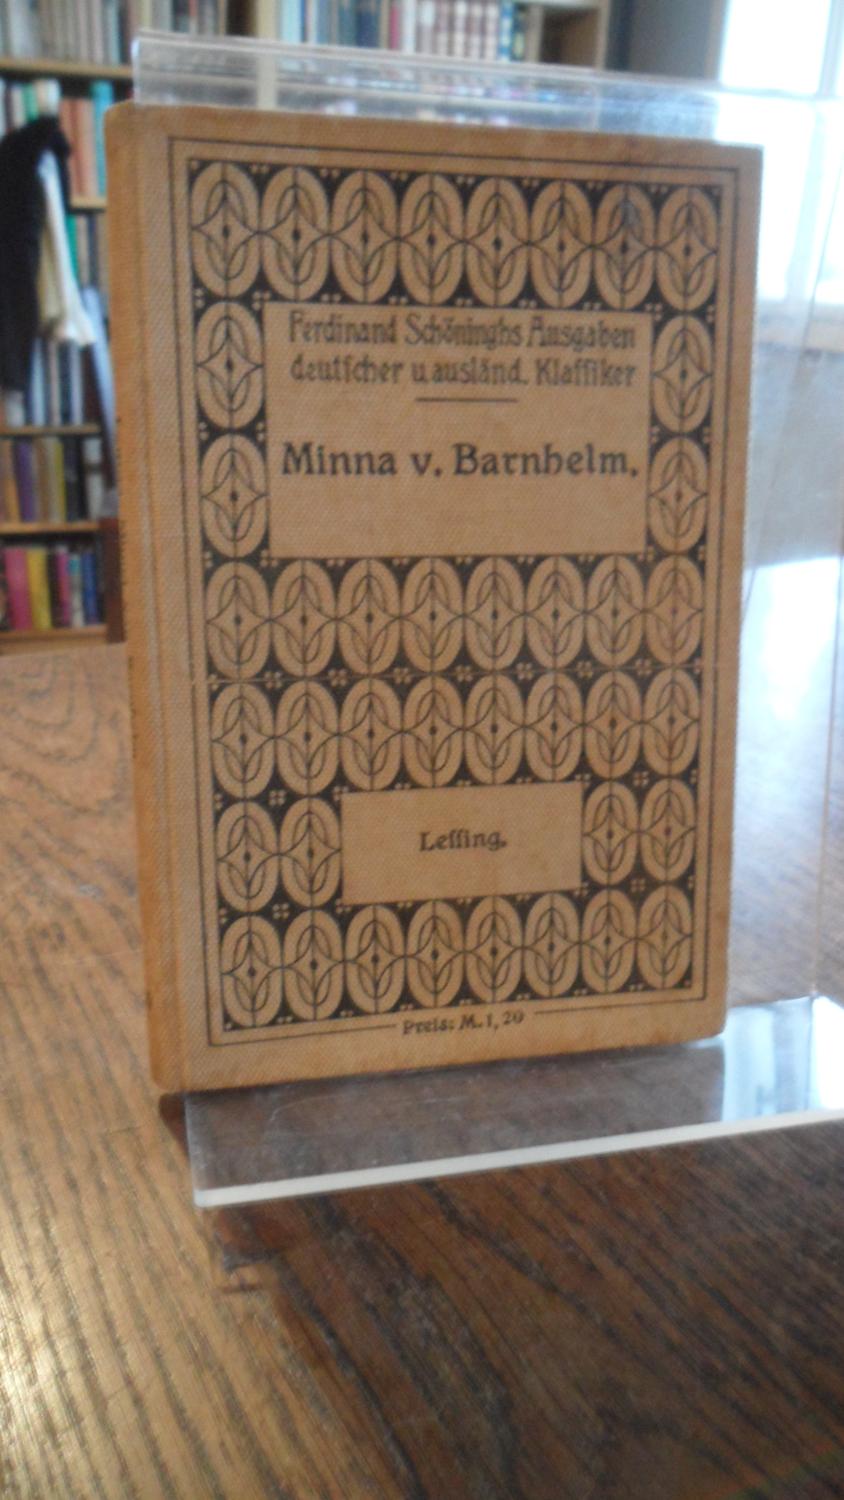 Ferdinand Schöninghs Ausgaben
deutſcher u. ausländ. Klaſſiker
Minna v. Barnhelm.
Leſſing.
Preis: M. 1,20